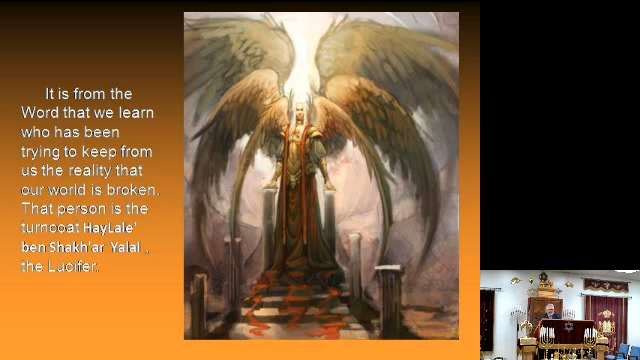 It is from the
Word that we learn
who has been
trying to keep from
us the reality that
our world is broken.
That person is the
turncoat HayLale'
ben Shakh'ar Yalal ,
the Lucifer.